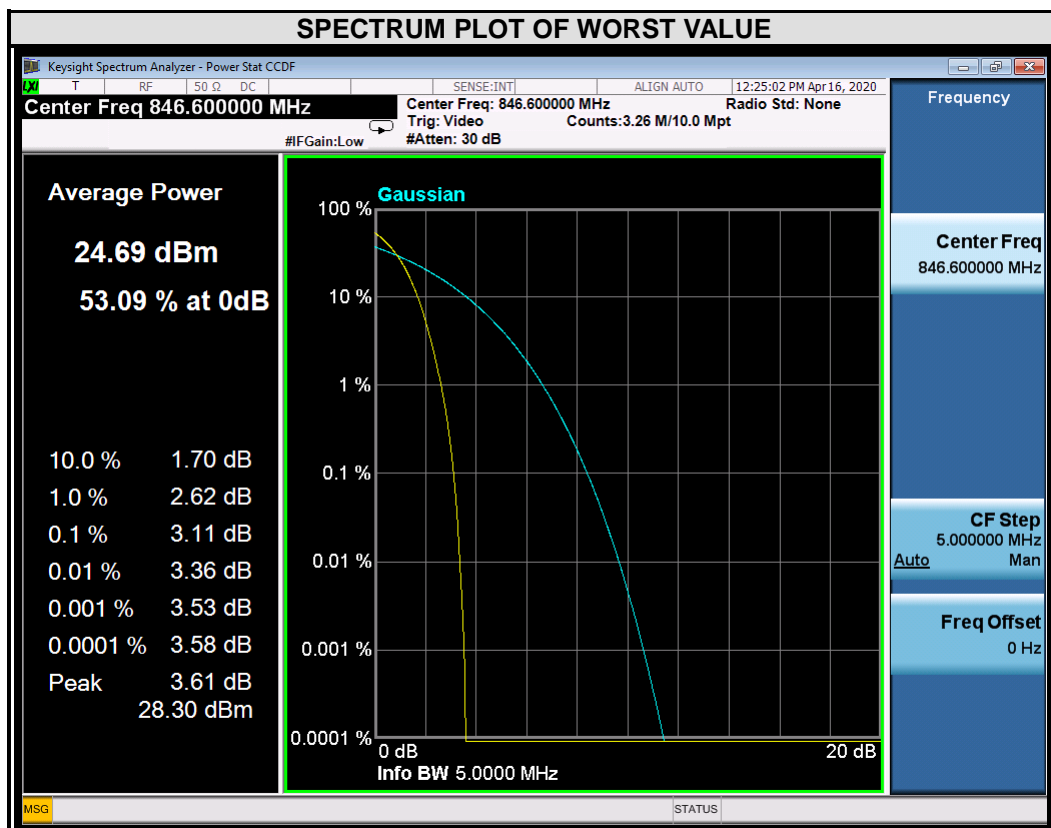 SPECTRUM PLOT OF WORST VALUE
Keysight Spectrum Analyzer - Power Stat CCDF
LXI T RF 50 Ω DC SENSE:INT ALIGN AUTO 12:25:02 PM Apr 16, 2020
Center Freq 846.600000 MHz
Center Freq: 846.600000 MHz Radio Std: None
Trig: Video Counts:3.26 M/10.0 Mpt
#IFGain:Low #Atten: 30 dB
Average Power
24.69 dBm
53.09 % at 0dB
10.0 % 1.70 dB
1.0 % 2.62 dB
0.1 % 3.11 dB
0.01 % 3.36 dB
0.001 % 3.53 dB
0.0001 % 3.58 dB
Peak 3.61 dB
28.30 dBm
Gaussian
100 %
10 %
1 %
0.1 %
0.01 %
0.001 %
0.0001 %
0 dB 20 dB
Info BW 5.0000 MHz
Frequency
Center Freq
846.600000 MHz
CF Step
5.000000 MHz
Auto Man
Freq Offset
0 Hz
MSG STATUS